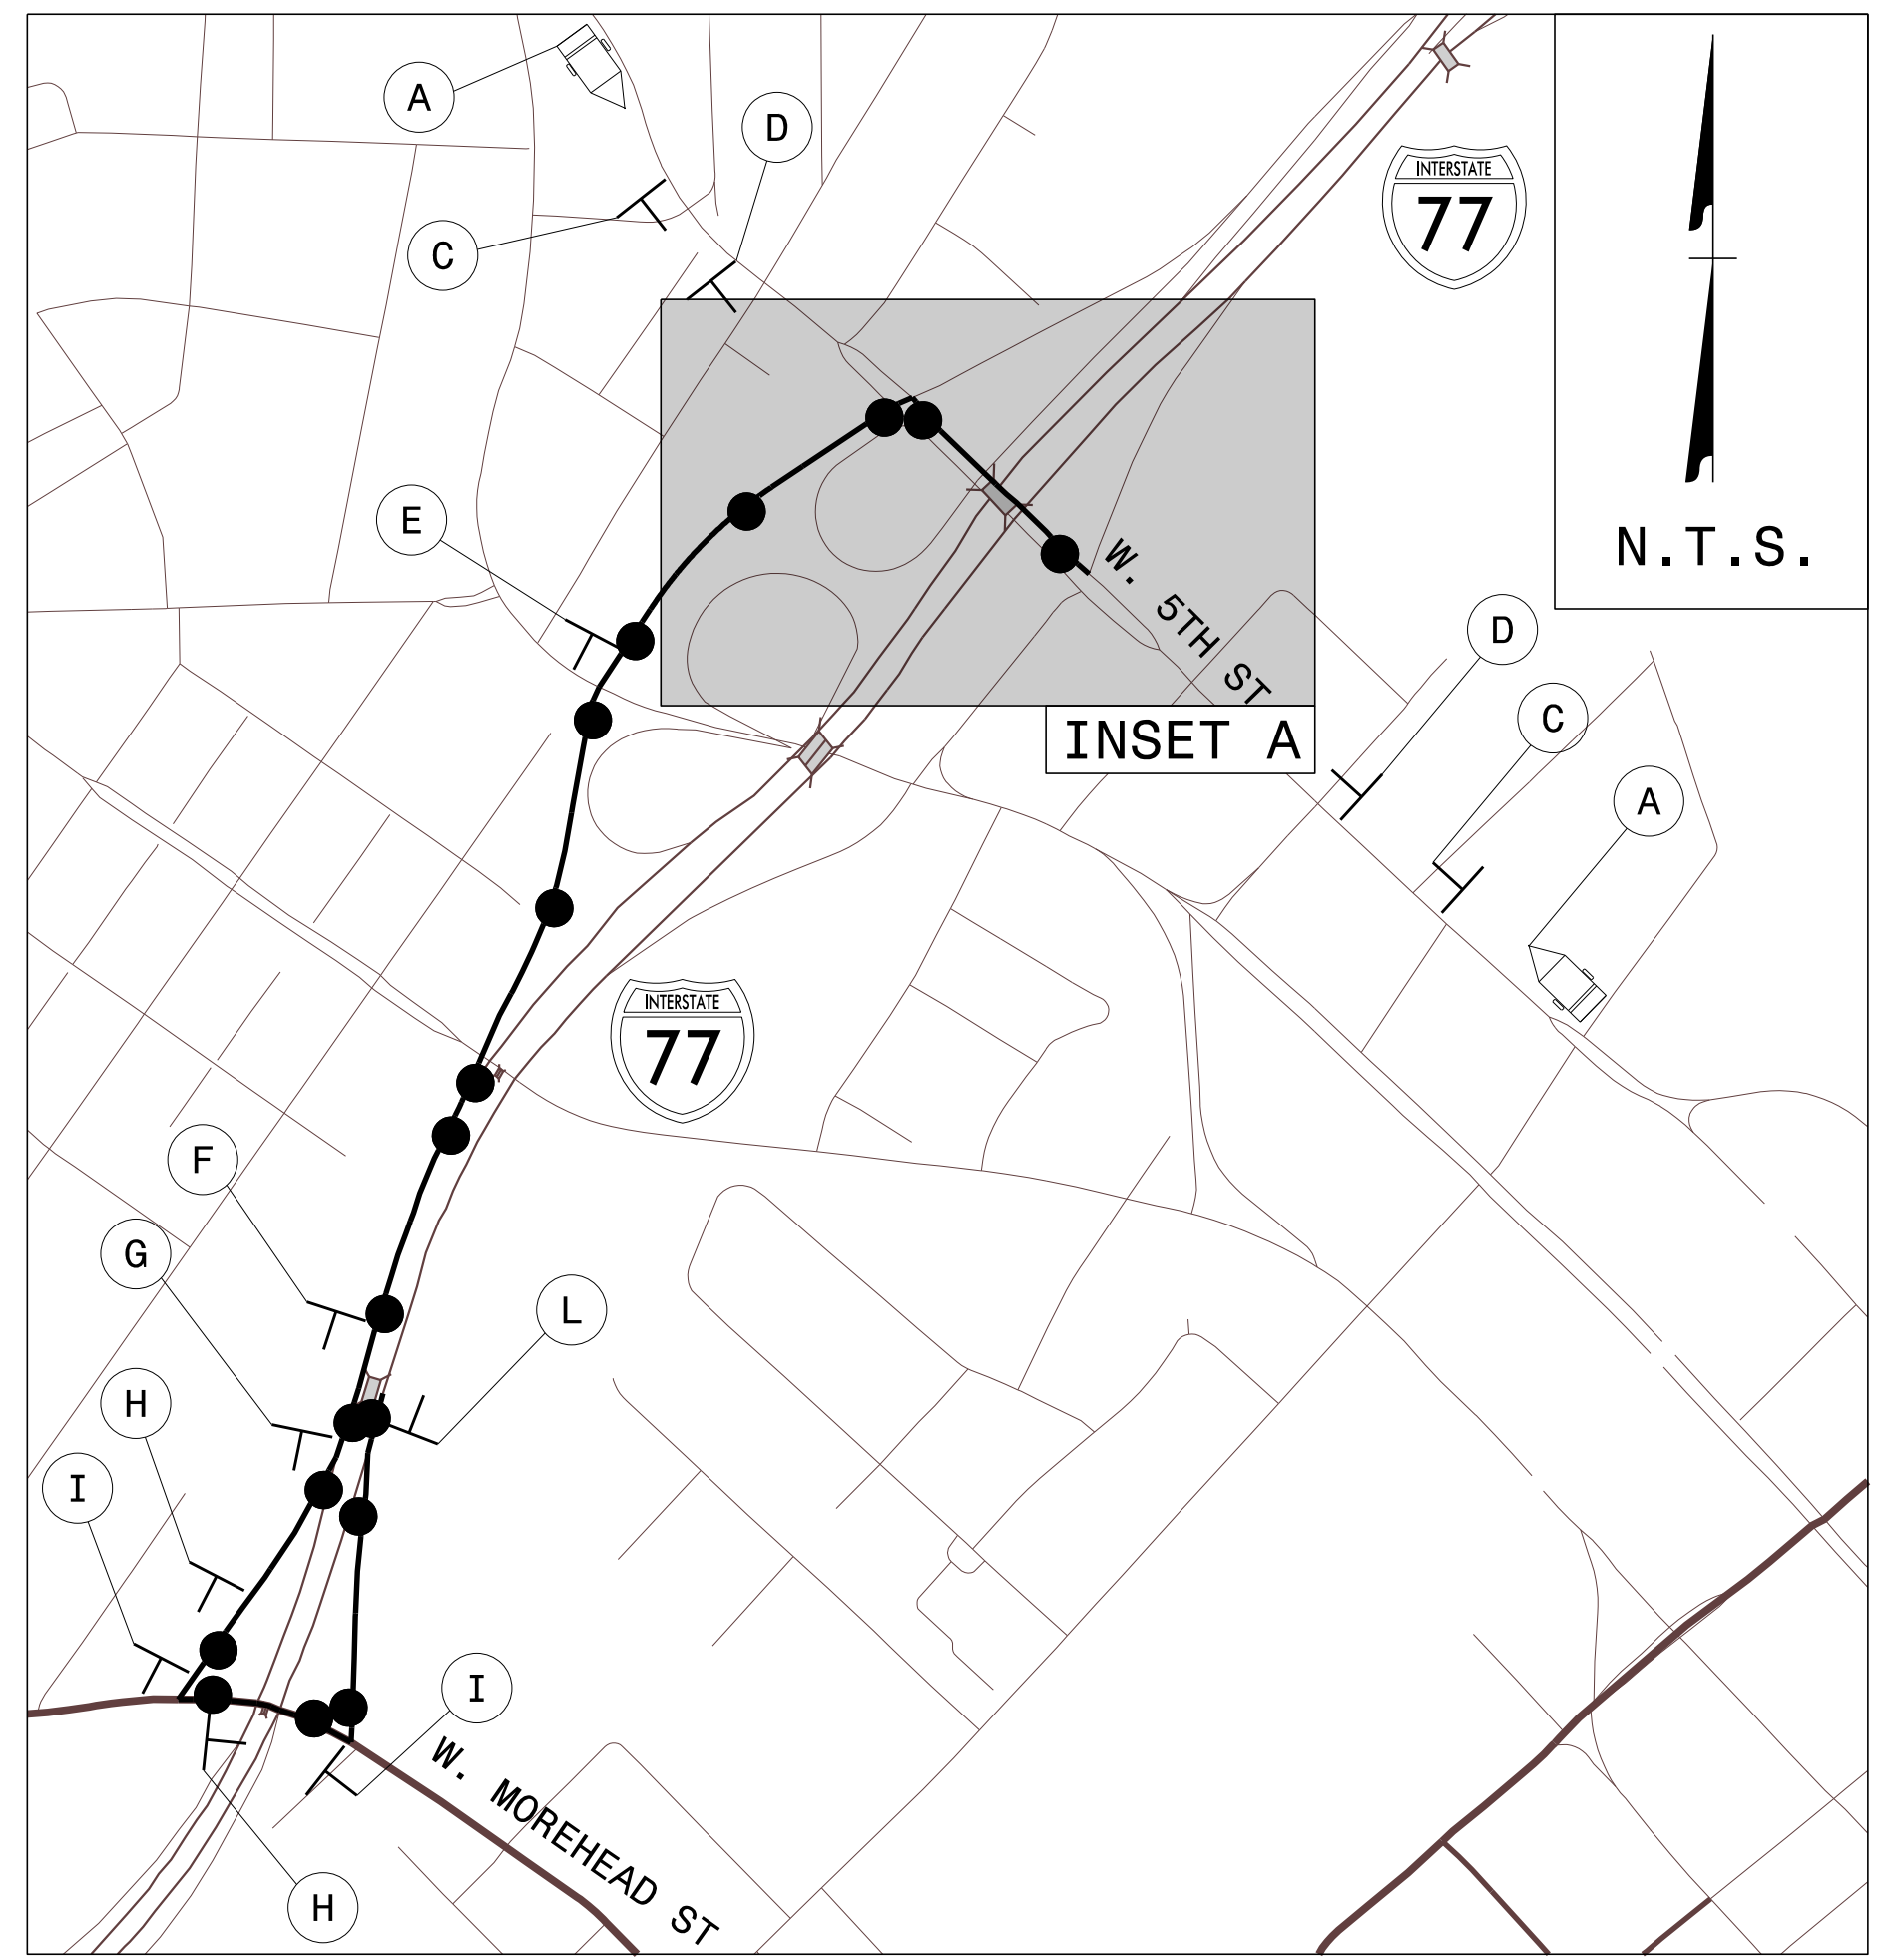 A
D
INTERSTATE
77
C
N.T.S.
E
W. 5TH ST
D
C
INSET A
A
INTERSTATE
77
F
G
L
H
I
I
W. MOREHEAD ST
H